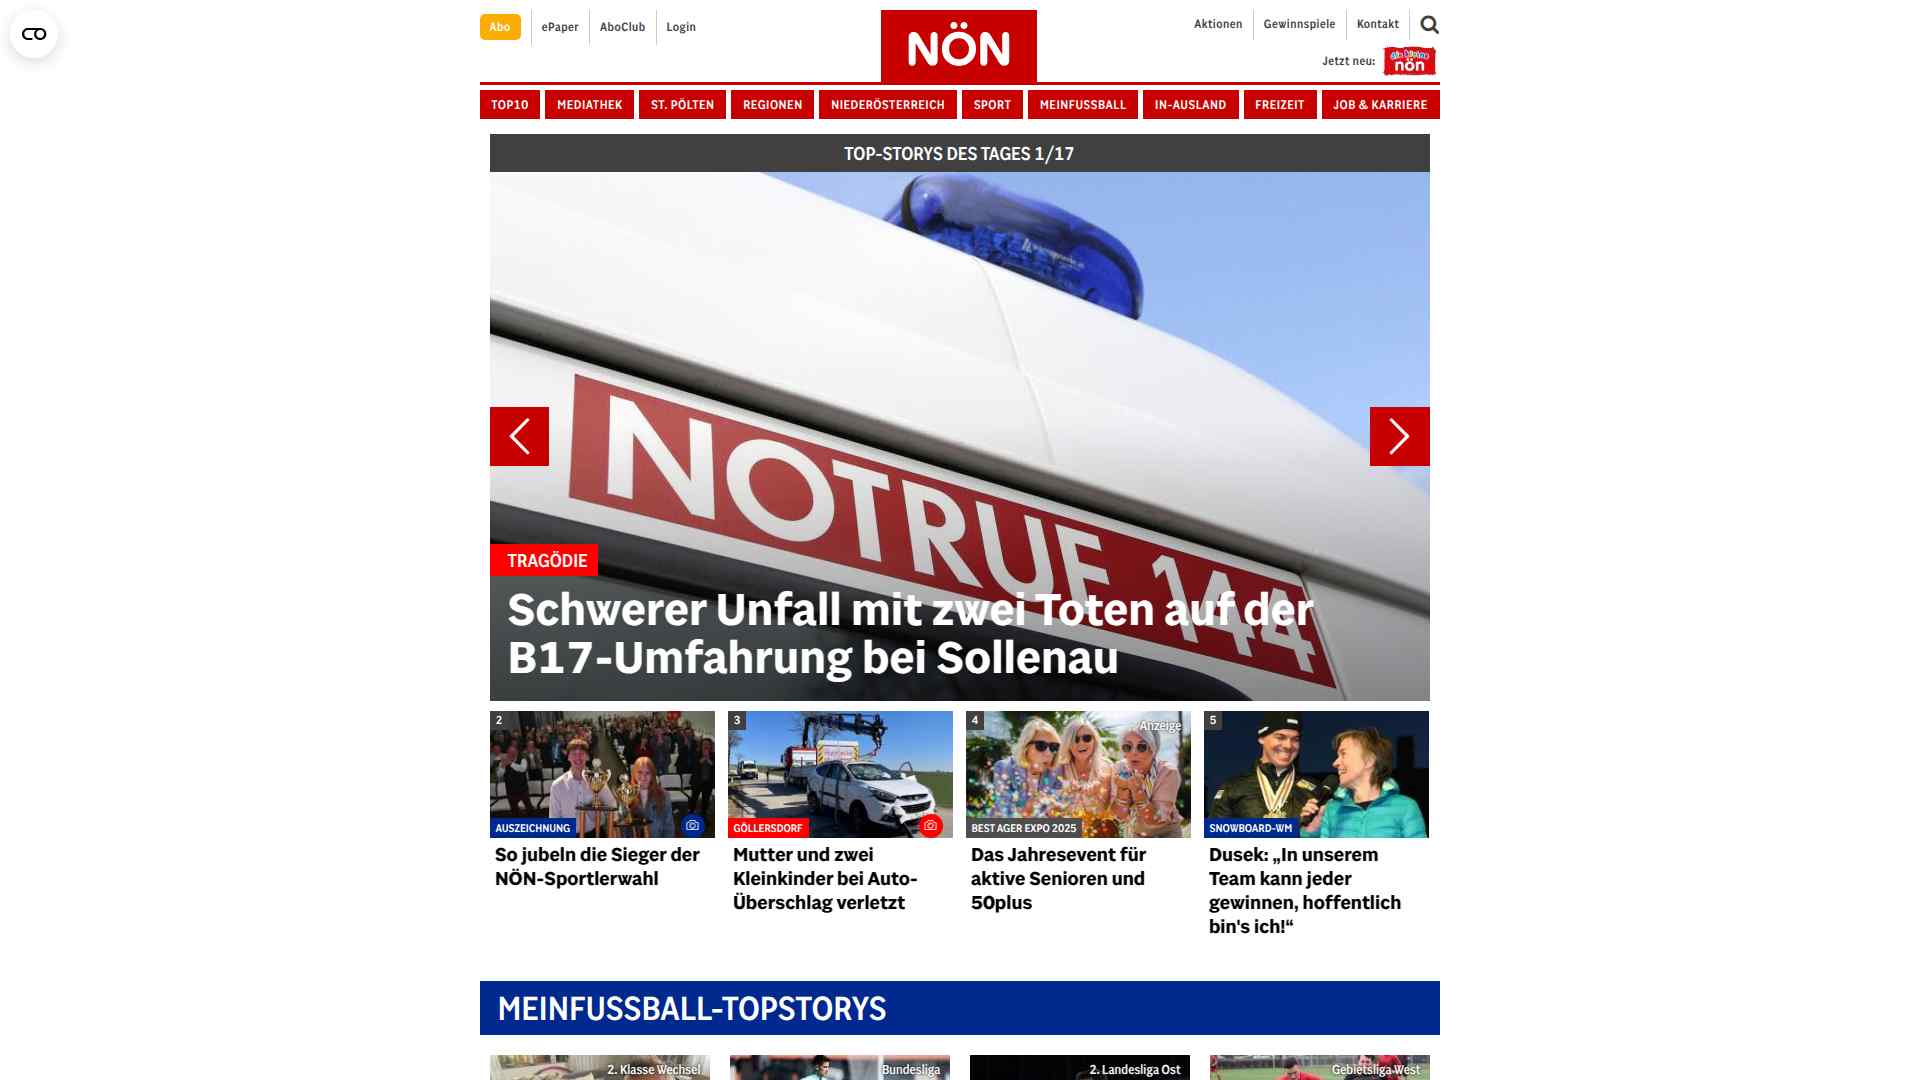 Abo
ePaper
AboClub
Login
NÖN
Aktionen
Gewinnspiele
Kontakt
Jetzt neu:
die kleine
nön
TOP10
MEDIATHEK
ST. PÖLTEN
REGIONEN
NIEDERÖSTERREICH
SPORT
MEINFUSSBALL
IN-AUSLAND
FREIZEIT
JOB & KARRIERE
TOP-STORYS DES TAGES 1/17
NOTRUF 144
TRAGÖDIE
Schwerer Unfall mit zwei Toten auf der
B17-Umfahrung bei Sollenau
2
AUSZEICHNUNG
So jubeln die Sieger der
NÖN-Sportlerwahl
3
GÖLLERSDORF
Mutter und zwei
Kleinkinder bei Auto-
Überschlag verletzt
4
Anzeige
BEST AGER EXPO 2025
Das Jahresevent für
aktive Senioren und
50plus
5
SNOWBOARD-WM
Dusek: „In unserem
Team kann jeder
gewinnen, hoffentlich
bin's ich!“
MEINFUSSBALL-TOPSTORYS
2. Klasse Wechsel
Bundesliga
2. Landesliga Ost
Gebietsliga West